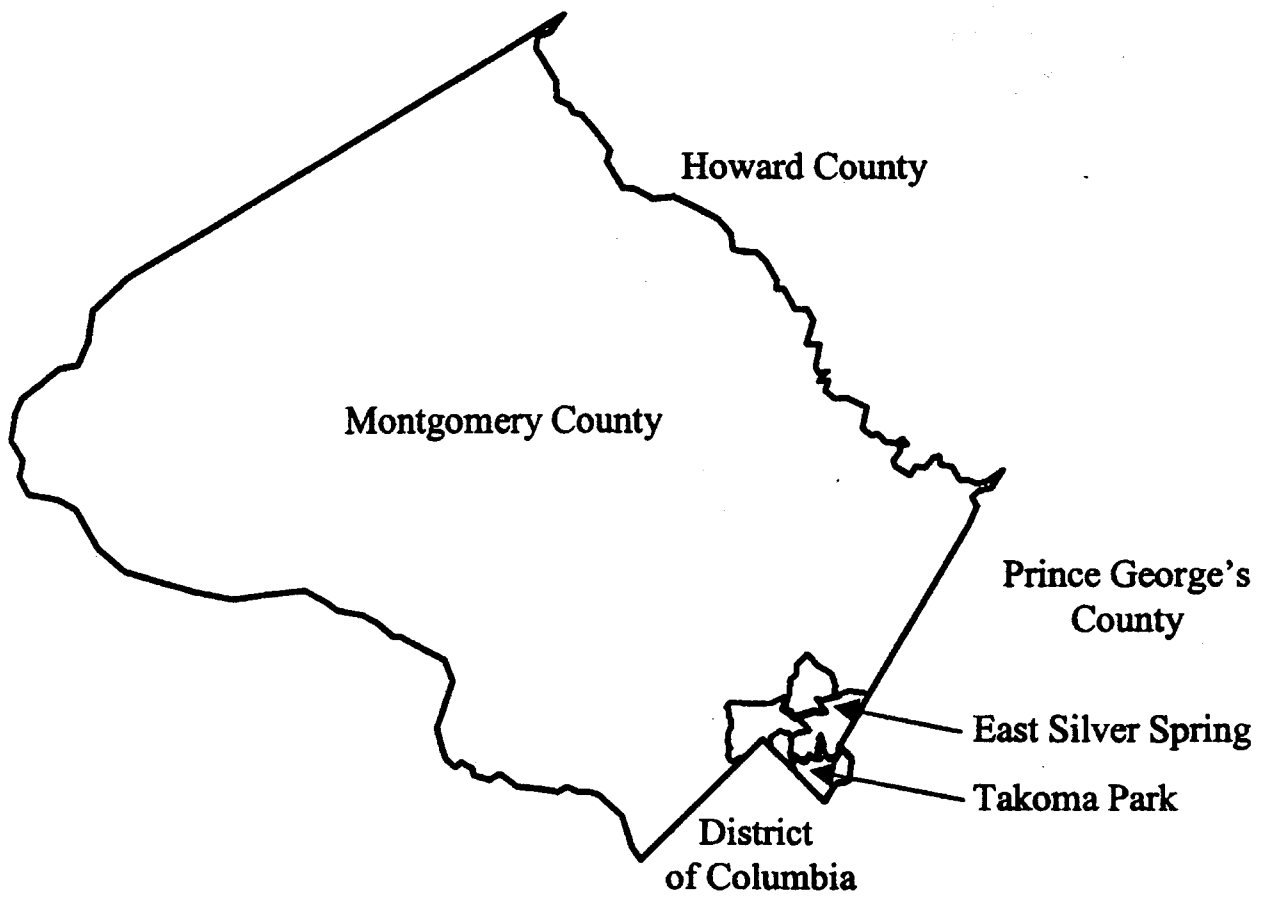 Howard County
Montgomery County
Prince George's
County
East Silver Spring
Takoma Park
District
of Columbia